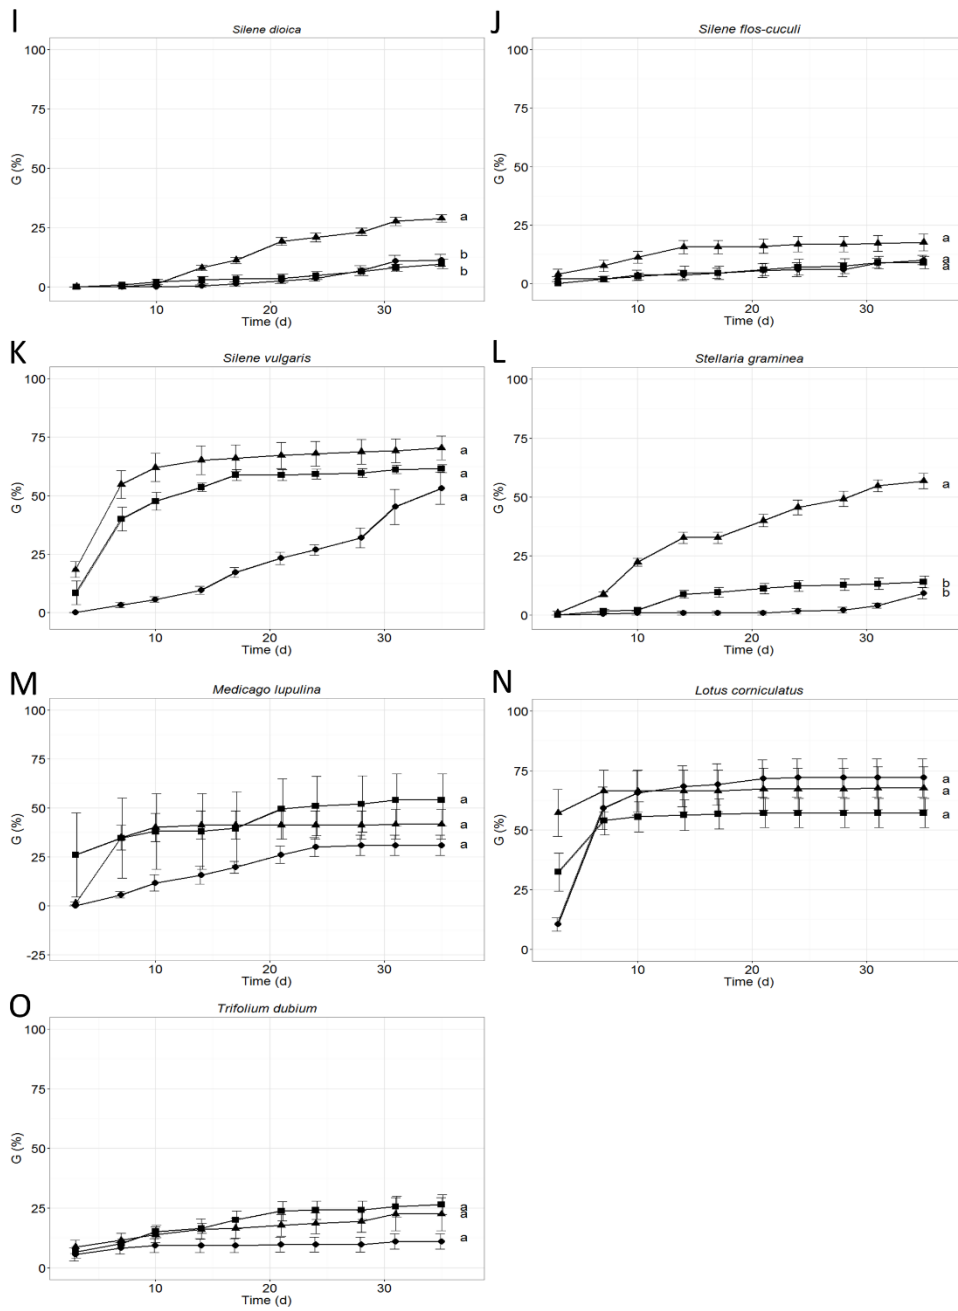 I
Silene dioica
100
75
50
25
0
G (%)
a
b
b
10 20 30
Time (d)
J
Silene flos-cuculi
100
75
50
25
0
G (%)
a
a
a
10 20 30
Time (d)
K
Silene vulgaris
100
75
50
25
0
G (%)
a
a
a
10 20 30
Time (d)
L
Stellaria graminea
100
75
50
25
0
G (%)
a
b
b
10 20 30
Time (d)
M
Medicago lupulina
100
75
50
25
0
-25
G (%)
a
a
a
10 20 30
Time (d)
N
Lotus corniculatus
100
75
50
25
0
G (%)
a
a
a
10 20 30
Time (d)
O
Trifolium dubium
100
75
50
25
0
G (%)
a
a
a
10 20 30
Time (d)